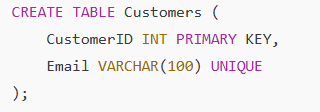 CREATE TABLE Customers (
    CustomerID INT PRIMARY KEY,
    Email VARCHAR(100) UNIQUE
);